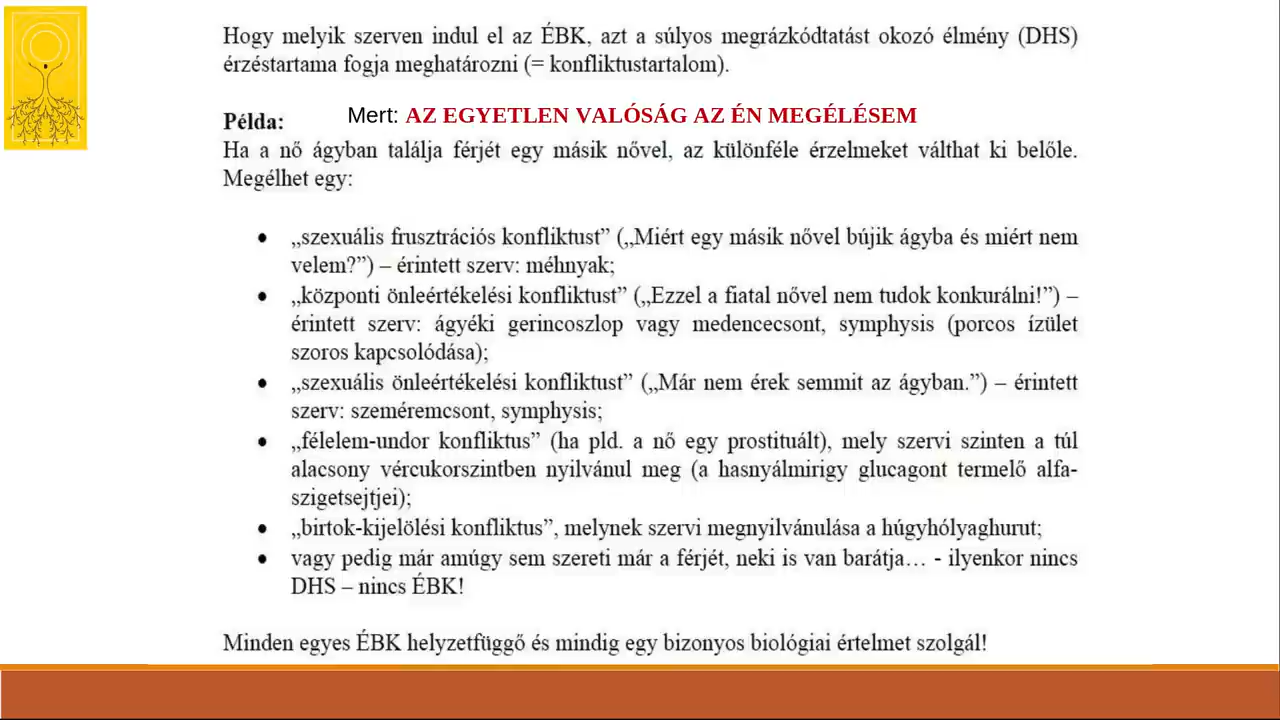 Hogy melyik szerven indul el az ÉBK, azt a súlyos megrázkódtatást okozó élmény (DHS)
érzéstartama fogja meghatározni (= konfliktustartalom).
Mert: AZ EGYETLEN VALÓSÁG AZ ÉN MEGÉLÉSEM
Példa:
Ha a nő ágyban találja férjét egy másik nővel, az különféle érzelmeket válthat ki belőle.
Megélhet egy:
• „szexuális frusztrációs konfliktust” („Miért egy másik nővel bújik ágyba és miért nem
velem?”) – érintett szerv: méhnyak;
• „központi önleértékelési konfliktust” („Ezzel a fiatal nővel nem tudok konkurálni!”) –
érintett szerv: ágyéki gerincoszlop vagy medencecsont, symphysis (porcos ízület
szoros kapcsolódása);
• „szexuális önleértékelési konfliktust” („Már nem érek semmit az ágyban.”) – érintett
szerv: szeméremcsont, symphysis;
• „félelem-undor konfliktus” (ha pld. a nő egy prostituált), mely szervi szinten a túl
alacsony vércukorszintben nyilvánul meg (a hasnyálmirigy glucagont termelő alfa-
szigetsejtjei);
• „birtok-kijelölési konfliktus”, melynek szervi megnyilvánulása a húgyhólyaghurut;
• vagy pedig már amúgy sem szereti már a férjét, neki is van barátja… - ilyenkor nincs
DHS – nincs ÉBK!
Minden egyes ÉBK helyzetfüggő és mindig egy bizonyos biológiai értelmet szolgál!